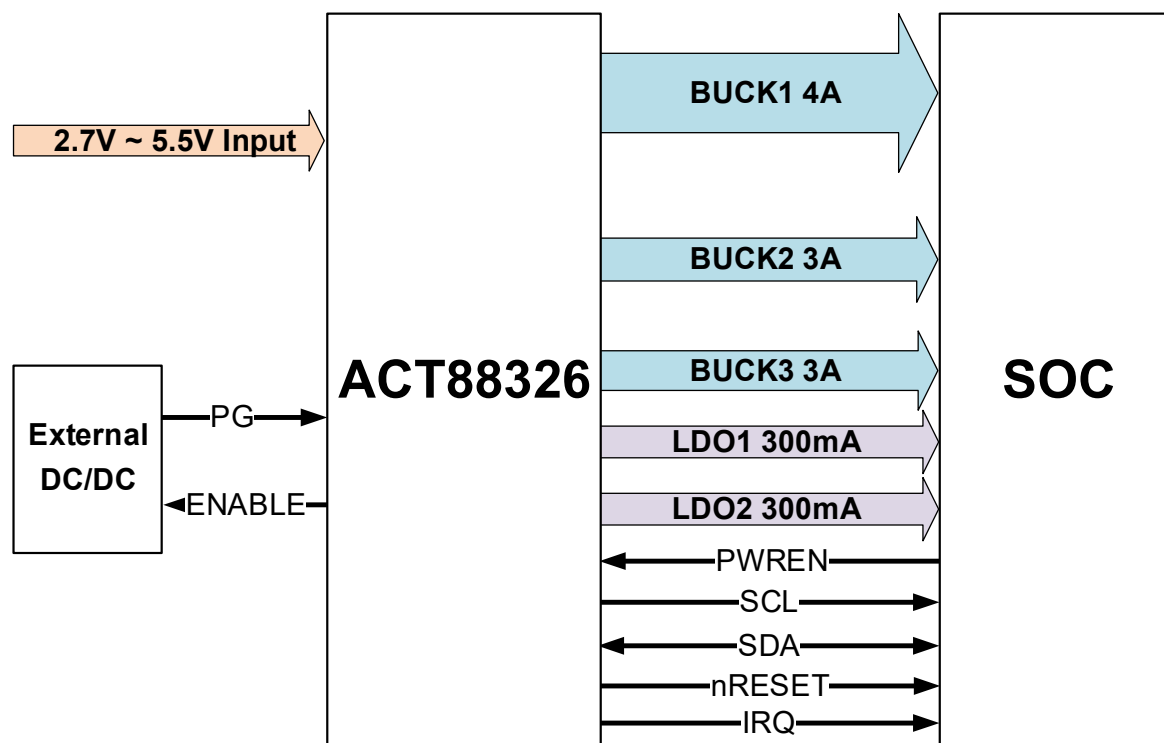 2.7V ~ 5.5V Input
External
DC/DC
PG
ENABLE
ACT88326
BUCK1 4A
BUCK2 3A
BUCK3 3A
LDO1 300mA
LDO2 300mA
PWREN
SCL
SDA
nRESET
IRQ
SOC